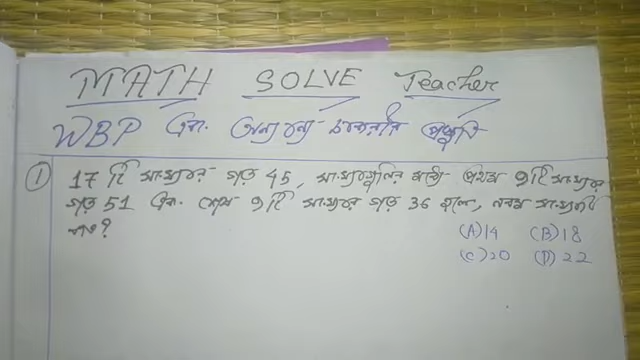 MATH SOLVE Teacher
WBP এবং অন্যান্য চাকরির প্রস্তুতি
① 17 টি সংখ্যার গড় 45, সংখ্যাগুলির মধ্যে প্রথম 9টি সংখ্যার
গড় 51 এবং শেষ 9টি সংখ্যার গড় 36 হলে, নবম সংখ্যাটি
কত?
(A)14 (B)18
(C)20 (D)22